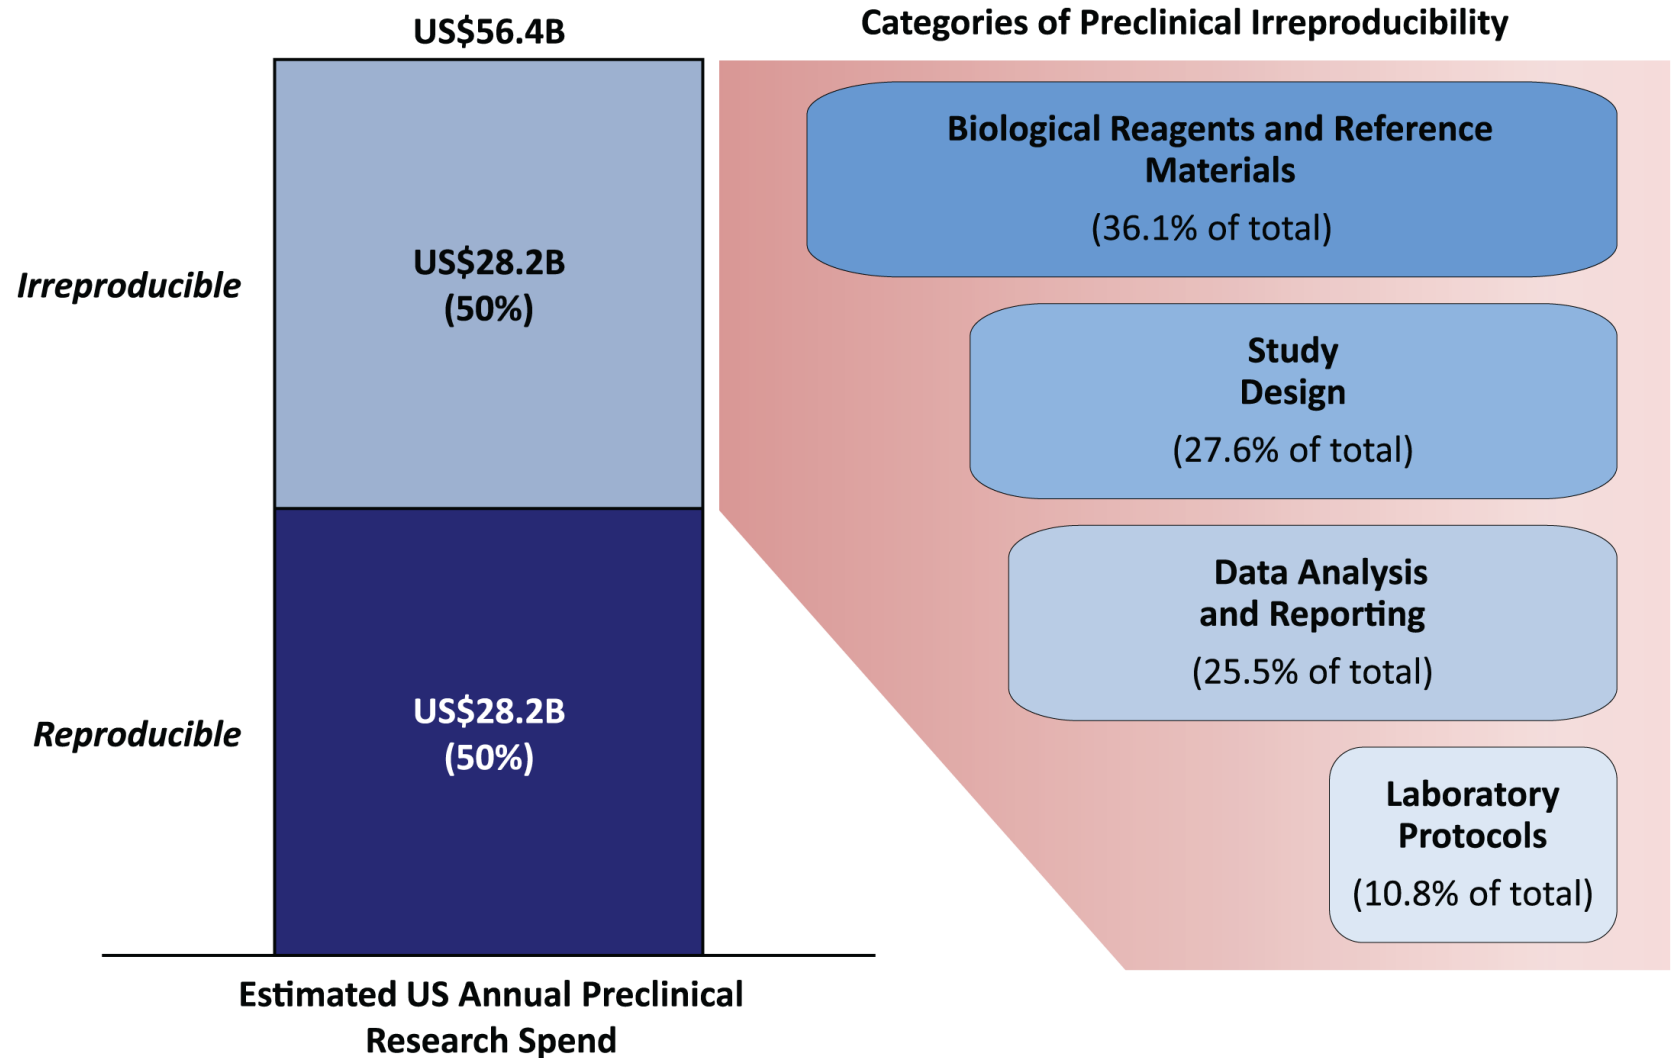 US$56.4B
Irreproducible
US$28.2B
(50%)
Reproducible
US$28.2B
(50%)
Estimated US Annual Preclinical
Research Spend
Categories of Preclinical Irreproducibility
Biological Reagents and Reference
Materials
(36.1% of total)
Study
Design
(27.6% of total)
Data Analysis
and Reporting
(25.5% of total)
Laboratory
Protocols
(10.8% of total)